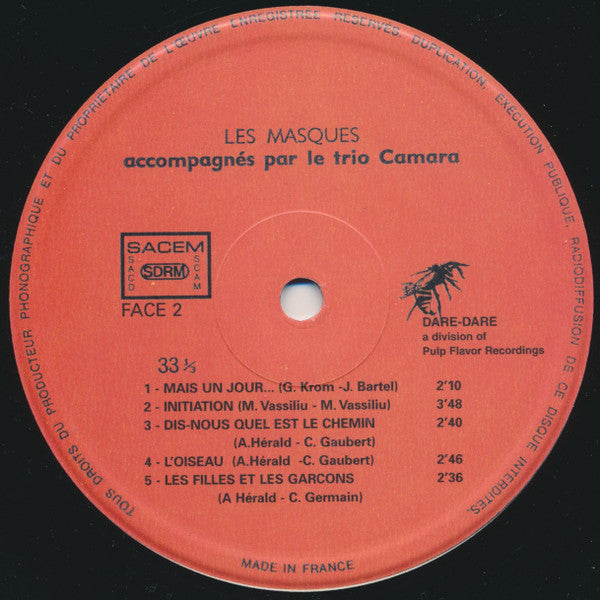 TOUS DROITS DU PRODUCTEUR PHONOGRAPHIQUE ET DU PROPRIÉTAIRE DE L'ŒUVRE ENREGISTRÉE RÉSERVÉS, DUPLICATION, EXÉCUTION PUBLIQUE, RADIODIFFUSION DE CE DISQUE INTERDITES.
LES MASQUES
accompagnés par le trio Camara
SACEM
SACD
SDRM
SCAM
FACE 2
DARE-DARE
a division of
Pulp Flavor Recordings
33 ⅓
1 - MAIS UN JOUR... (G. Krom -J. Bartel) 2'10
2 - INITIATION (M. Vassiliu - M. Vassiliu) 3'48
3 - DIS-NOUS QUEL EST LE CHEMIN 2'40
(A.Hérald - C. Gaubert)
4 - L'OISEAU (A.Hérald -C. Gaubert) 2'46
5 - LES FILLES ET LES GARCONS 2'36
(A Hérald - C. Germain)
MADE IN FRANCE